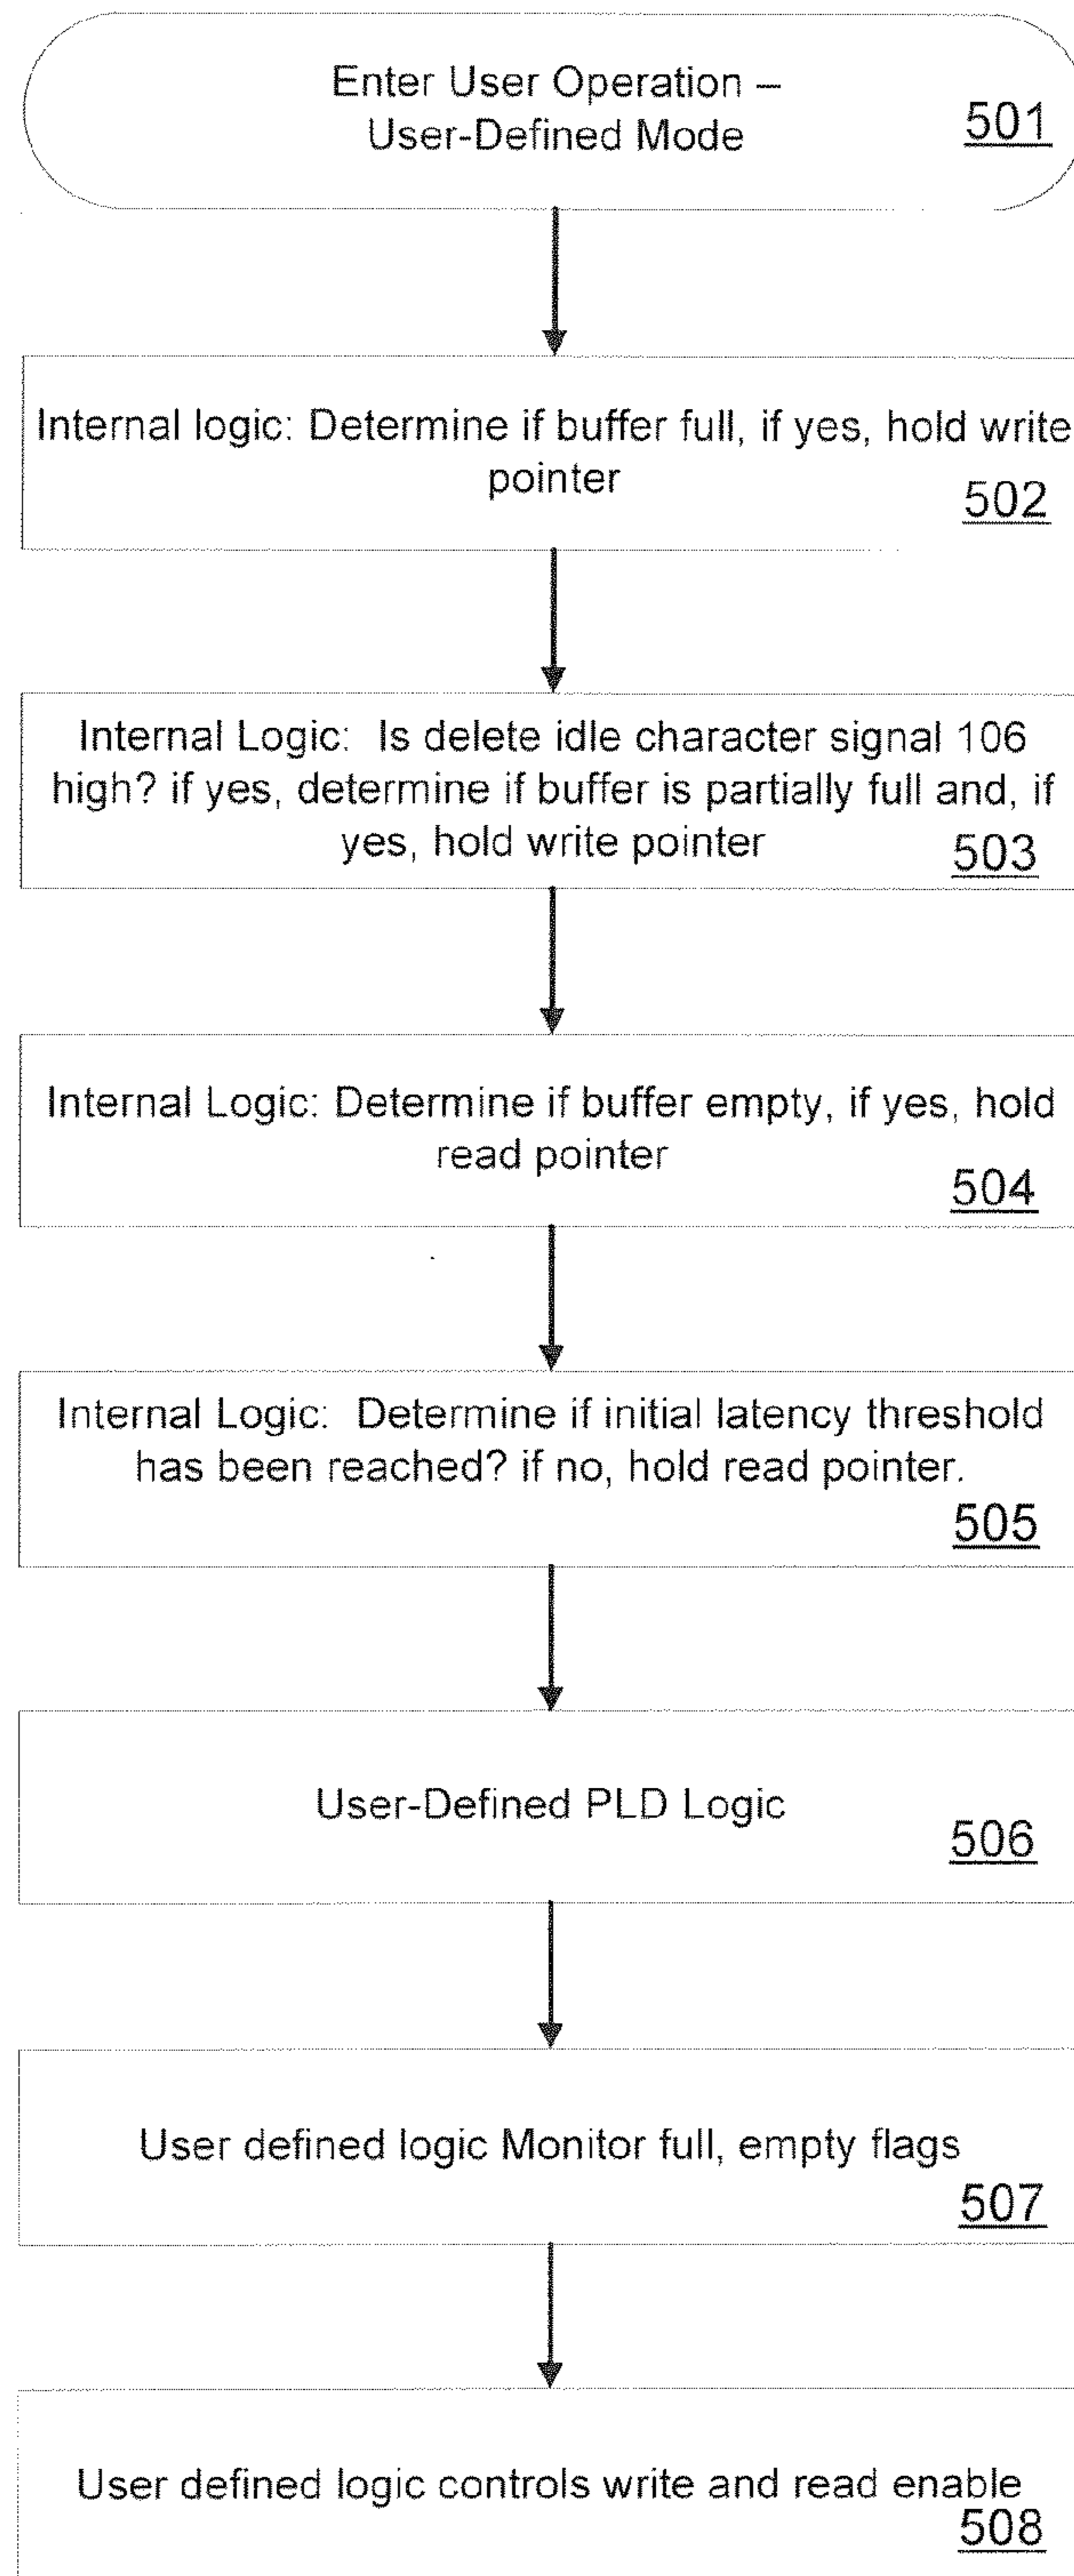 Enter User Operation –
User-Defined Mode
501
Internal logic: Determine if buffer full, if yes, hold write
pointer
502
Internal Logic:  Is delete idle character signal 106
high? if yes, determine if buffer is partially full and, if
yes, hold write pointer
503
Internal Logic: Determine if buffer empty, if yes, hold
read pointer
504
Internal Logic:  Determine if initial latency threshold
has been reached? if no, hold read pointer.
505
User-Defined PLD Logic
506
User defined logic Monitor full, empty flags
507
User defined logic controls write and read enable
508